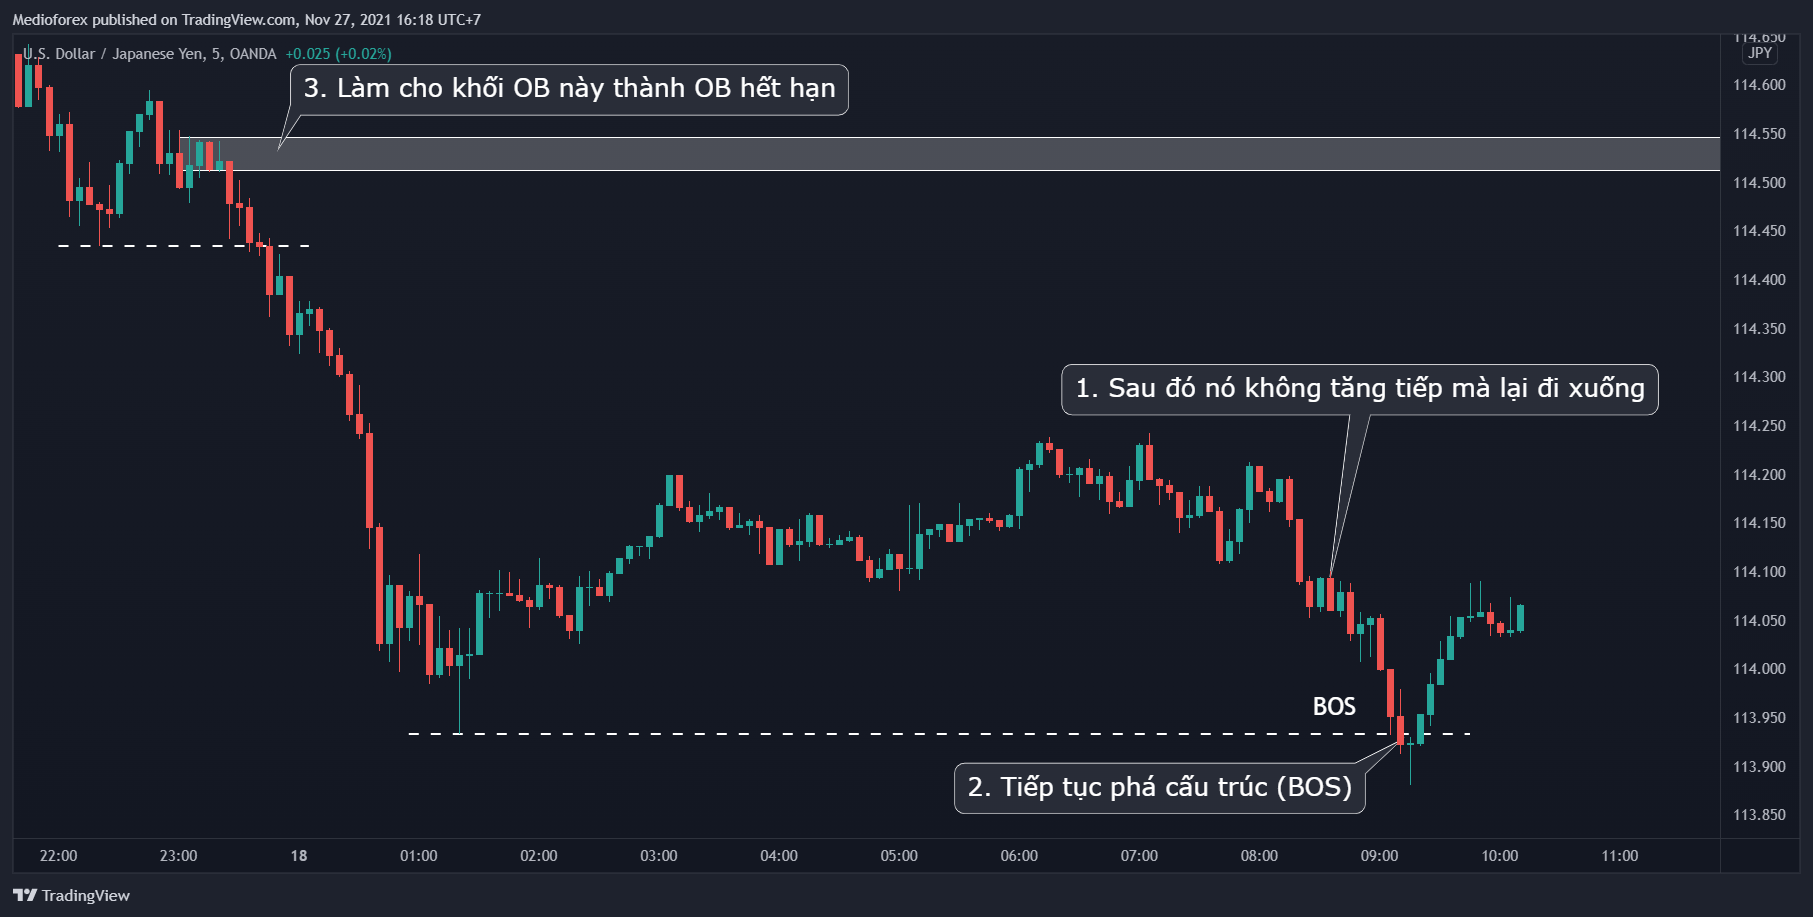 Medioforex published on TradingView.com, Nov 27, 2021 16:18 UTC+7
U.S. Dollar / Japanese Yen, 5, OANDA +0.025 (+0.02%)
114.650
JPY
3. Làm cho khối OB này thành OB hết hạn
114.600
114.550
114.500
114.450
114.400
114.350
114.300
1. Sau đó nó không tăng tiếp mà lại đi xuống
114.250
114.200
114.150
114.100
114.050
114.000
BOS
113.950
2. Tiếp tục phá cấu trúc (BOS)
113.900
113.850
22:00 23:00 18 01:00 02:00 03:00 04:00 05:00 06:00 07:00 08:00 09:00 10:00 11:00
TradingView